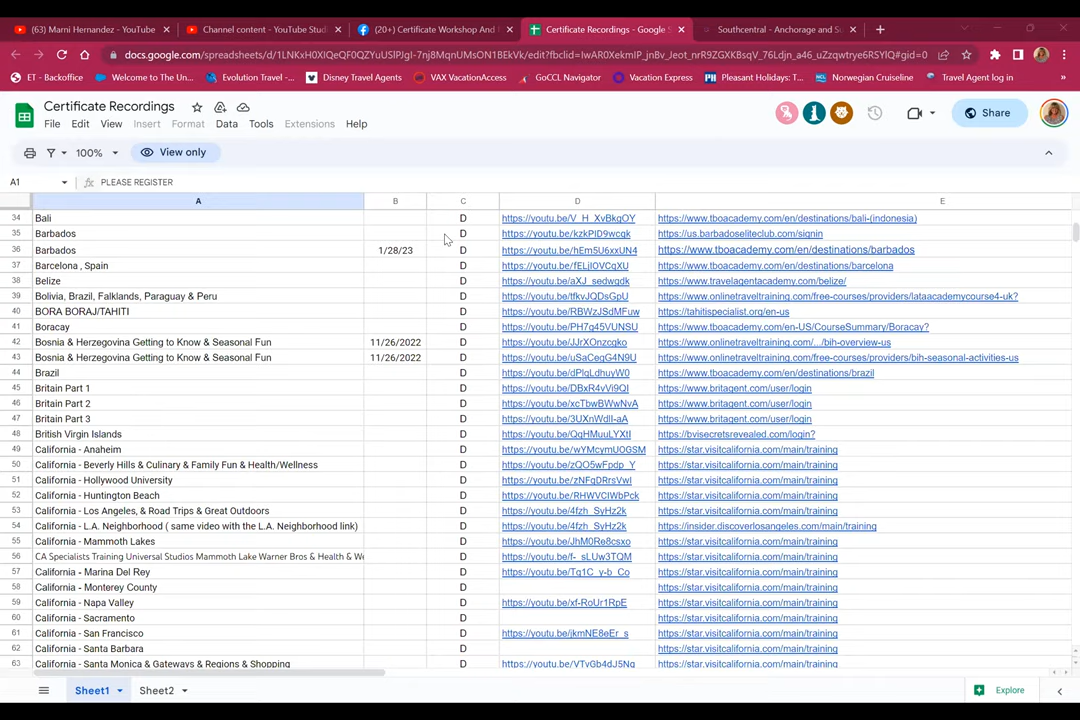 (63) Marni Hernandez - YouTube
Channel content - YouTube Stud
(20+) Certificate Workshop And
Certificate Recordings - Google S
Southcentral - Anchorage and S
docs.google.com/spreadsheets/d/
ET - Backoffice
Welcome to The Un...
Evolution Travel -...
Disney Travel Agents
VAX VacationAccess
GoCCL Navigator
Vacation Express
Pleasant Holidays: T...
Norwegian Cruiseline
Travel Agent log in
Certificate Recordings
File Edit View Insert Format Data Tools Extensions Help
Share
100% View only
A1 fx PLEASE REGISTER
A B C D E
34 Bali D https://youtu.be/V_H_XvBkgOY https://www.tboacademy.com/en/destinations/bali-(indonesia)
35 Barbados D https://youtu.be/kzkPID9wcgk https://us.barbadoseliteclub.com/signin
36 Barbados 1/28/23 D https://youtu.be/hEm5U6xxUN4 https://www.tboacademy.com/en/destinations/barbados
37 Barcelona , Spain D https://youtu.be/fELjI0VCqXU https://www.tboacademy.com/en/destinations/barcelona
38 Belize D https://youtu.be/aXJ_sedwgdk https://www.travelagentacademy.com/belize/
39 Bolivia, Brazil, Falklands, Paraguay & Peru D https://youtu.be/tfkvJQDsGpU https://www.onlinetraveltraining.com/free-courses/providers/lataacademycourse4-uk?
40 BORA BORAJ/TAHITI D https://youtu.be/RBWzJSdMFuw https://tahitispecialist.org/en-us
41 Boracay D https://youtu.be/PH7g45VUNSU https://www.tboacademy.com/en-US/CourseSummary/Boracay?
42 Bosnia & Herzegovina Getting to Know & Seasonal Fun 11/26/2022 D https://youtu.be/JJrXOnzcgko https://www.onlinetraveltraining.com/.../bih-overview-us
43 Bosnia & Herzegovina Getting to Know & Seasonal Fun 11/26/2022 D https://youtu.be/uSaCegG4N9U https://www.onlinetraveltraining.com/free-courses/providers/bih-seasonal-activities-us
44 Brazil D https://youtu.be/dPlgLdhuyW0 https://www.tboacademy.com/en/destinations/brazil
45 Britain Part 1 D https://youtu.be/DBxR4vVi9QI https://www.britagent.com/user/login
46 Britain Part 2 D https://youtu.be/xcTbwBWwNvA https://www.britagent.com/user/login
47 Britain Part 3 D https://youtu.be/3UXnWdlI-aA https://www.britagent.com/user/login
48 British Virgin Islands D https://youtu.be/QgHMuuLYXtI https://bvisecretsrevealed.com/login?
49 California - Anaheim D https://youtu.be/wYMcymUOGSM https://star.visitcalifornia.com/main/training
50 California - Beverly Hills & Culinary & Family Fun & Health/Wellness D https://youtu.be/zQO5wFpdp_Y https://star.visitcalifornia.com/main/training
51 California - Hollywood University D https://youtu.be/zNFgDRrsVwI https://star.visitcalifornia.com/main/training
52 California - Huntington Beach D https://youtu.be/RHWVCIWbPck https://star.visitcalifornia.com/main/training
53 California - Los Angeles, & Road Trips & Great Outdoors D https://youtu.be/4fzh_SyHz2k https://star.visitcalifornia.com/main/training
54 California - L.A. Neighborhood ( same video with the L.A. Neighborhood link) D https://youtu.be/4fzh_SyHz2k https://insider.discoverlosangeles.com/main/training
55 California - Mammoth Lakes D https://youtu.be/JhM0Re8csxo https://star.visitcalifornia.com/main/training
56 CA Specialists Training Universal Studios Mammoth Lake Warner Bros & Health & We D https://youtu.be/f-_sLUw3TQM https://star.visitcalifornia.com/main/training
57 California - Marina Del Rey D https://youtu.be/Tg1C_y-b_Co https://star.visitcalifornia.com/main/training
58 California - Monterey County D https://star.visitcalifornia.com/main/training
59 California - Napa Valley D https://youtu.be/xf-RoUr1RpE https://star.visitcalifornia.com/main/training
60 California - Sacramento D https://star.visitcalifornia.com/main/training
61 California - San Francisco D https://youtu.be/jkmNE8eEr_s https://star.visitcalifornia.com/main/training
62 California - Santa Barbara D https://star.visitcalifornia.com/main/training
63 California - Santa Monica & Gateways & Regions & Shopping D https://youtu.be/VTyGb4dJ5Ng https://star.visitcalifornia.com/main/training
Sheet1 Sheet2 Explore